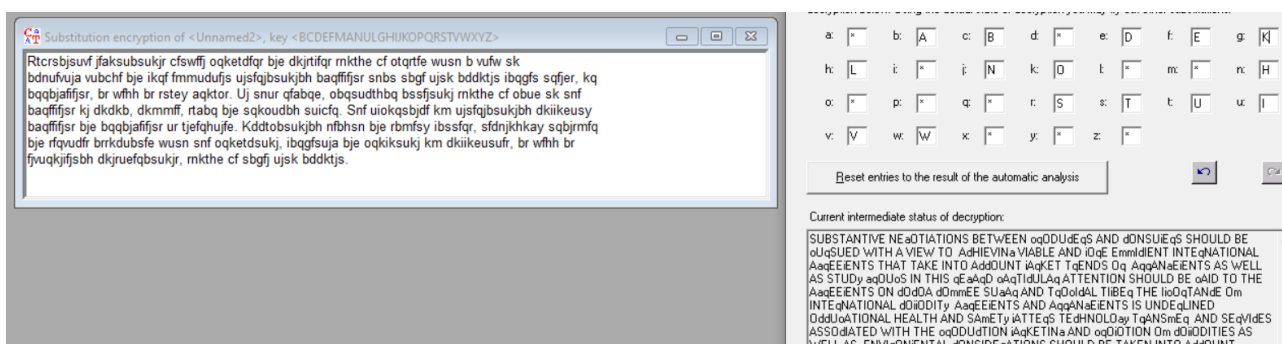 Substitution encryption of <Unnamed2>, key <BCDEFMANULGHIJKOPQRSTVWXYZ>
Rtcrsbjsuvf jfaksubsukjr cfswffj oqketdfqr bje dkjrtifqr rnkthe cf otqrtfe wusn b vufw sk
bdnufvuja vubchf bje ikqf fmmudufjs ujsfqjbsukjbh baqffifjsr snbs sbgf ujsk bddktjs ibqgfs sqfjer, kq
bqqbjafifjsr, br wfhh br rstey aqktor. Uj snur qfabqe, obqsudthbq bssfjsukj rnkthe cf obue sk snf
baqffifjsr kj dkdkb, dkmmff, rtabq bje sqkoudbh suicfq. Snf uiokqsbjdf km ujsfqjbsukjbh dkiikeusy
baqffifjsr bje bqqbjafifjsr ur tjefqhujfe. Kddtobsukjbh nfbhsn bje rbmfsy ibssfqr, sfdnjkhkay sqbjrmfq
bje rfqvudfr brrkdubsfe wusn snf oqketdsukj, ibqgfsuja bje oqkiksukj km dkiikeusufr, br wfhh br
fjvuqkjifjsbh dkjruefqbsukjr, rnkthe cf sbgfj ujsk bddktjs.
a: * b: A c: B d: * e: D f: E g: K
h: L i: * j: N k: O l: * m: * n: H
o: * p: * q: * r: S s: T t: U u: I
v: V w: W x: * y: * z: *
Reset entries to the result of the automatic analysis
Current intermediate status of decryption:
SUBSTANTIVE NEaOTIATIONS BETWEEN oqODUdEqS AND dONSUiEqS SHOULD BE
oUqSUED WITH A VIEW TO AdHIEVINa VIABLE AND iOqE EmmIdIENT INTEqNATIONAL
AaqEEiENTS THAT TAKE INTO AddOUNT iAqKET TqENDS Oq AqqANaEiENTS AS WELL
AS STUDy aqOUoS IN THIS qEaAqD oAqTIdULAq ATTENTION SHOULD BE oAID TO THE
AaqEEiENTS ON dOdOA dOmmEE SUaAq AND TqOoIdAL TIiBEq THE IioOqTANdE Om
INTEqNATIONAL dOiiODITy AaqEEiENTS AND AqqANaEiENTS IS UNDEqLINED
OddUoATIONAL HEALTH AND SAmETy iATTEqS TEdHNOLOay TqANSmEq AND SEqVIdES
ASSOdIATED WITH THE oqODUdTION iAqKETINa AND oqOiOTION Om dOiiODITIES AS